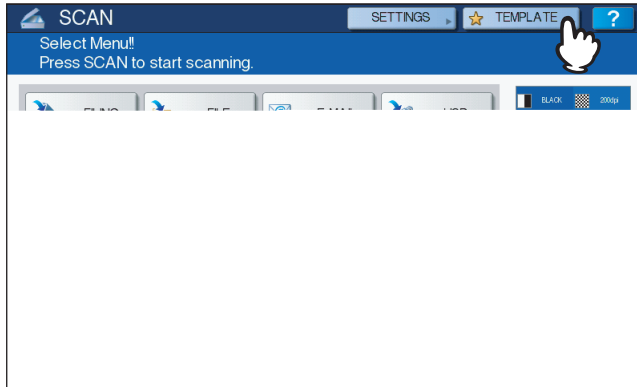 SCAN
SETTINGS
TEMPLATE
?
Select Menu!!
Press SCAN to start scanning.
BLACK
200dpi